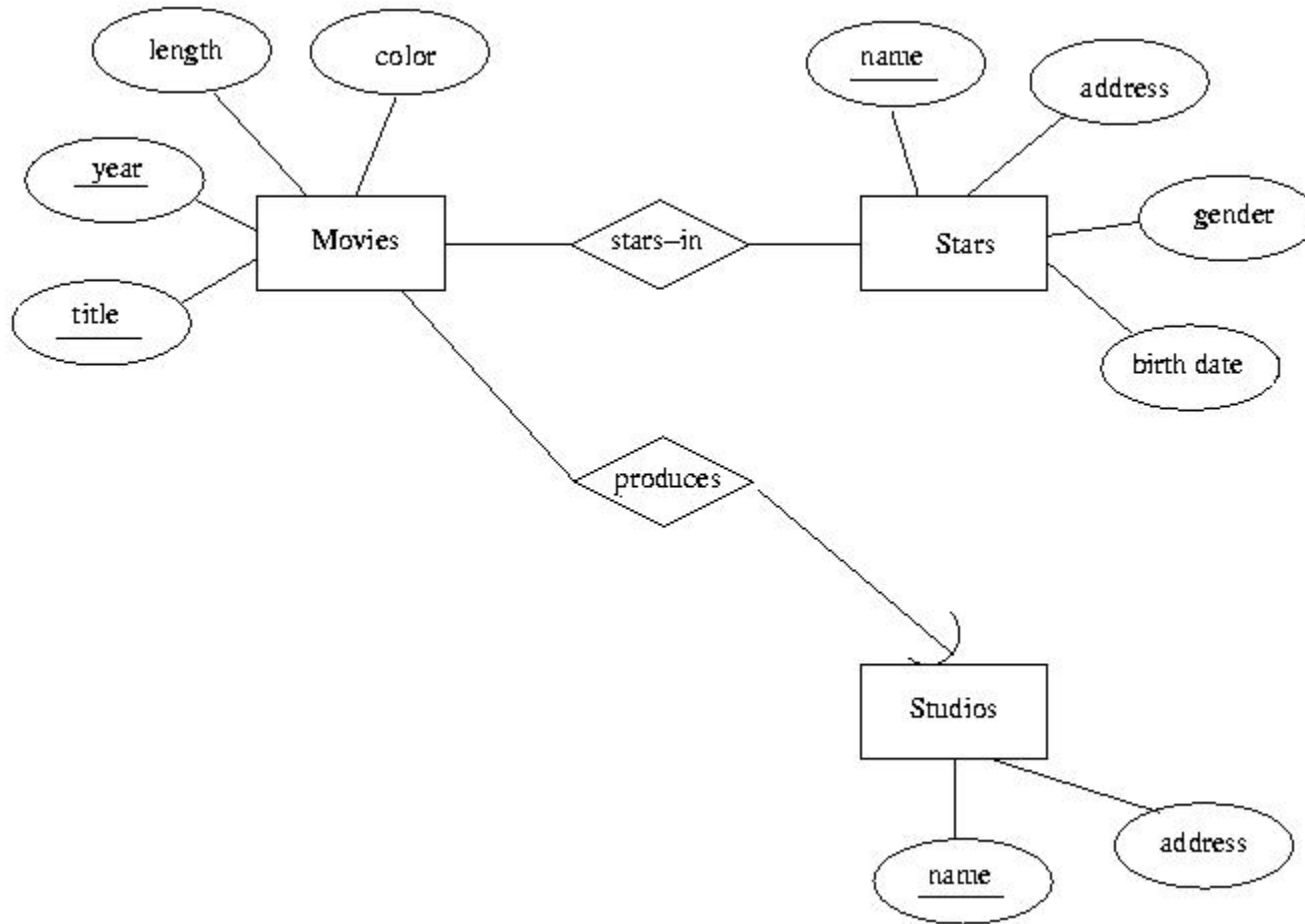 length
color
name
address
year
gender
Movies
stars-in
Stars
title
birth date
produces
Studios
address
name